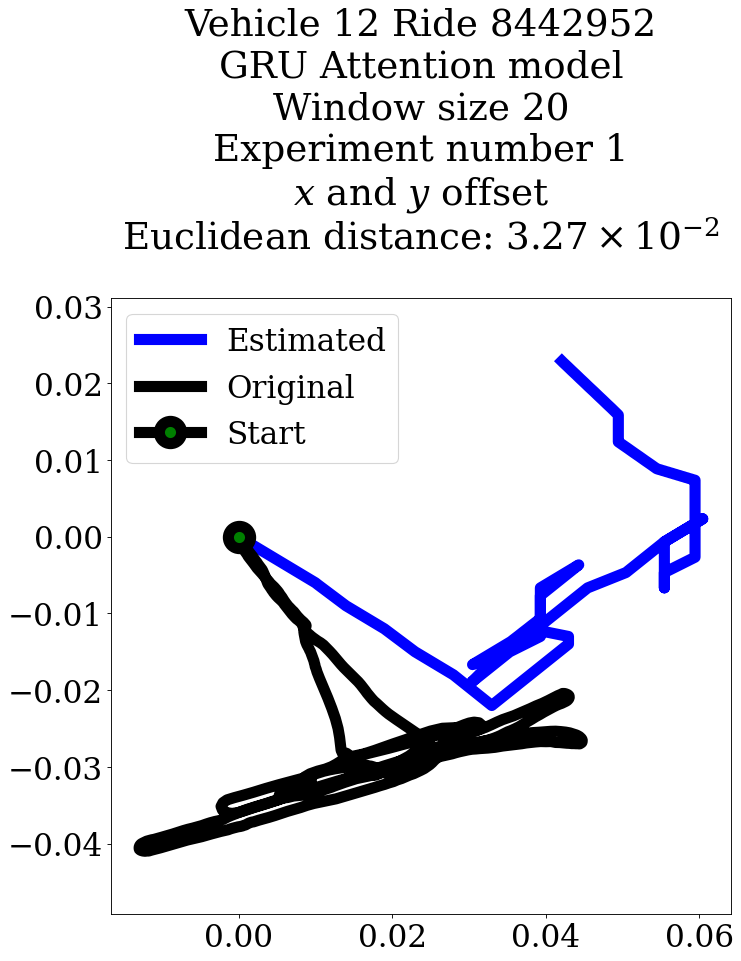 Vehicle 12 Ride 8442952
GRU Attention model
Window size 20
Experiment number 1
x and y offset
Euclidean distance: 3.27 × 10⁻²
0.03
0.02
0.01
0.00
−0.01
−0.02
−0.03
−0.04
Estimated
Original
Start
0.00 0.02 0.04 0.06